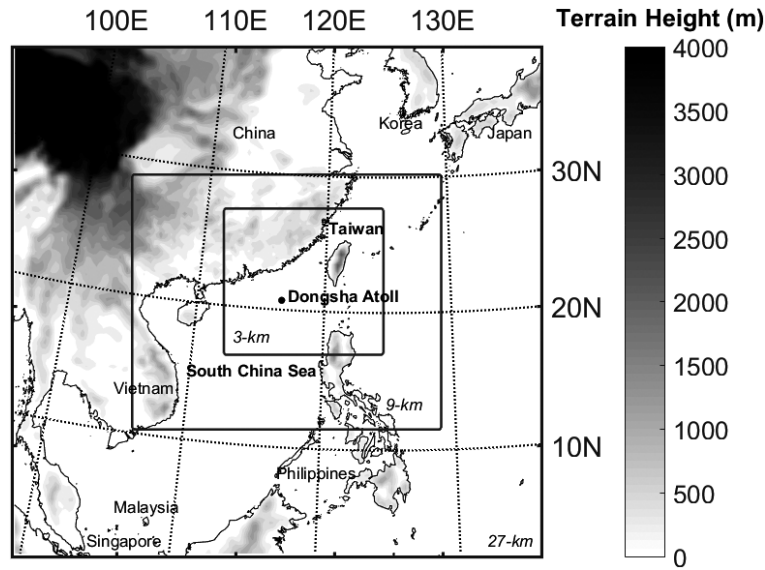 100E 110E 120E 130E Terrain Height (m)
4000
China
Korea
Japan
3500
30N
3000
2500
Taiwan
Dongsha Atoll
20N
2000
3-km
1500
South China Sea
Vietnam
9-km
1000
10N
Philippines
500
Malaysia
Singapore
27-km
0